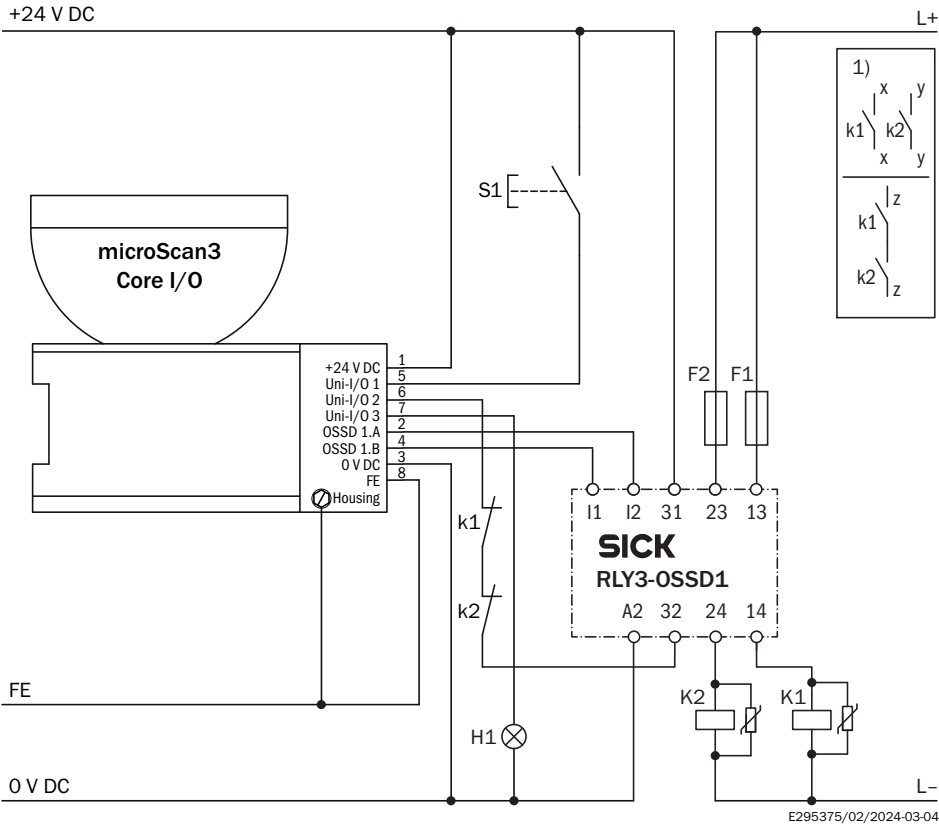 +24 V DC
L+
1)
x y
k1 k2
x y
z
k1
k2
z
S1
microScan3
Core I/O
+24 V DC 1
Uni-I/O 1 5
Uni-I/O 2 6
Uni-I/O 3 7
OSSD 1.A 2
OSSD 1.B 4
0 V DC 3
FE 8
Housing
F2 F1
I1 I2 31 23 13
SICK
RLY3-OSSD1
A2 32 24 14
k1
k2
FE
K2 K1
H1
0 V DC
L–
E295375/02/2024-03-04